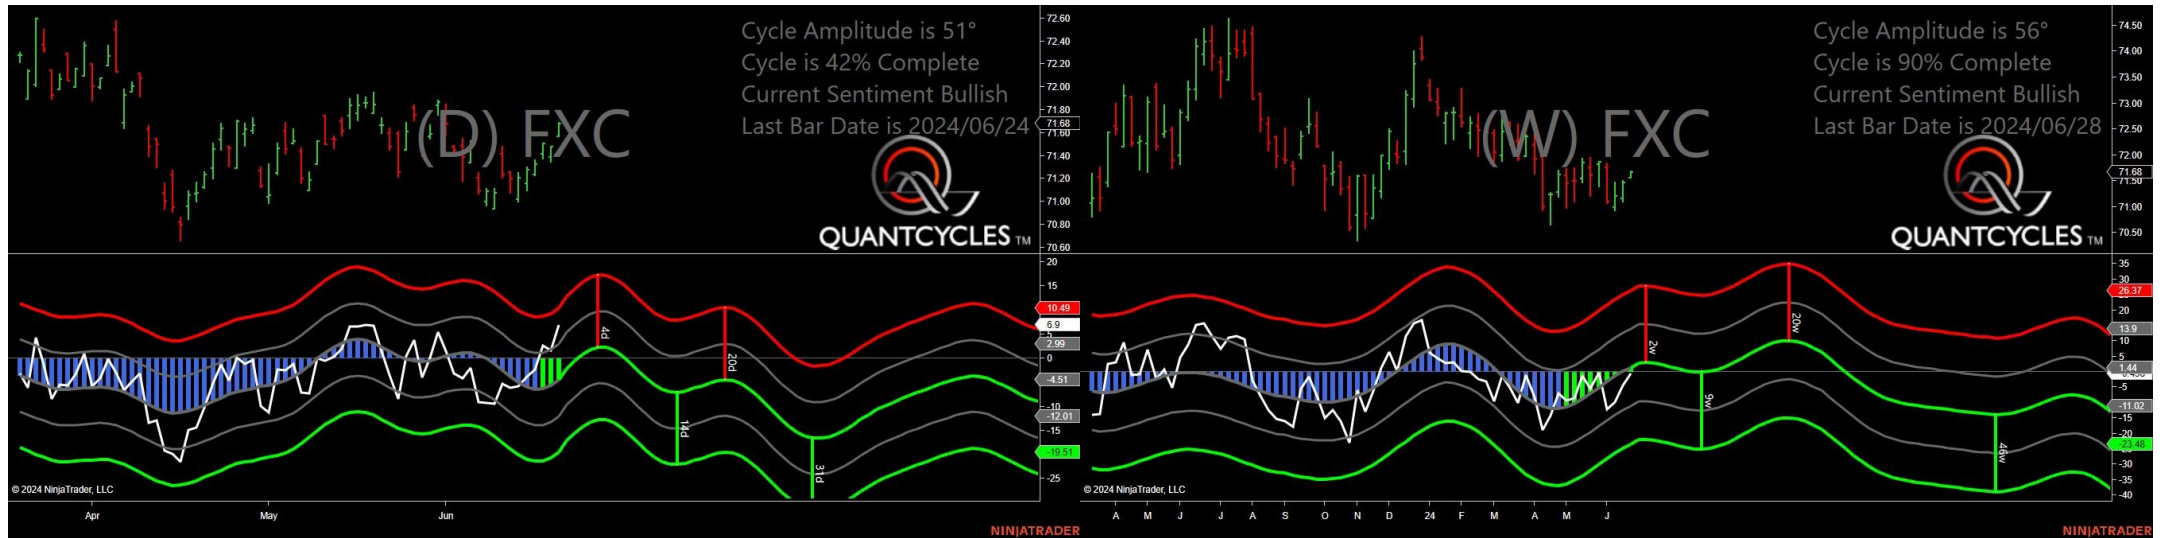 Cycle Amplitude is 51°
Cycle is 42% Complete
Current Sentiment Bullish
Last Bar Date is 2024/06/24
(D) FXC
QUANTCYCLES TM
72.60
72.40
72.20
72.00
71.80
71.68
71.60
71.40
71.20
71.00
70.80
70.60
20
15
10.49
6.9
5
2.99
0
-4.51
-10
-12.01
-15
-19.51
-25
4d
14d
20d
31d
© 2024 NinjaTrader, LLC
Apr
May
Jun
NINJATRADER
Cycle Amplitude is 56°
Cycle is 90% Complete
Current Sentiment Bullish
Last Bar Date is 2024/06/28
(W) FXC
QUANTCYCLES TM
74.50
74.00
73.50
73.00
72.50
72.00
71.68
71.50
71.00
70.50
35
30
26.37
20
13.9
10
5
1.44
-5
-11.02
-15
-20
-23.48
-30
-35
-40
2w
9w
20w
46w
© 2024 NinjaTrader, LLC
A M J J A S O N D 24 F M A M J
NINJATRADER